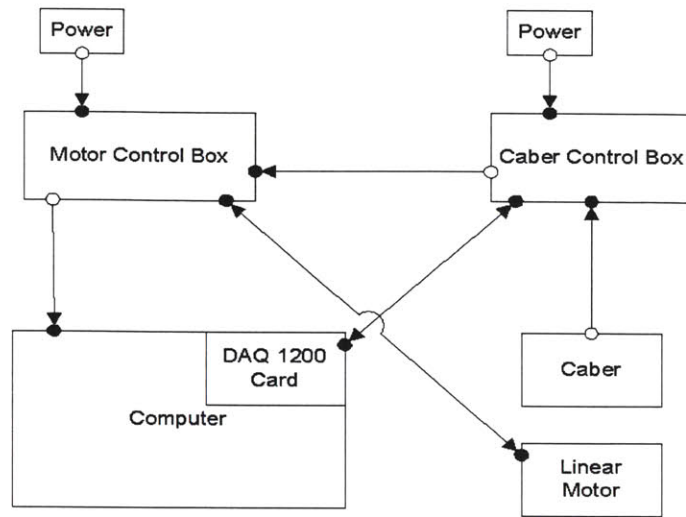 Power
Power
Motor Control Box
Caber Control Box
DAQ 1200
Card
Computer
Caber
Linear
Motor